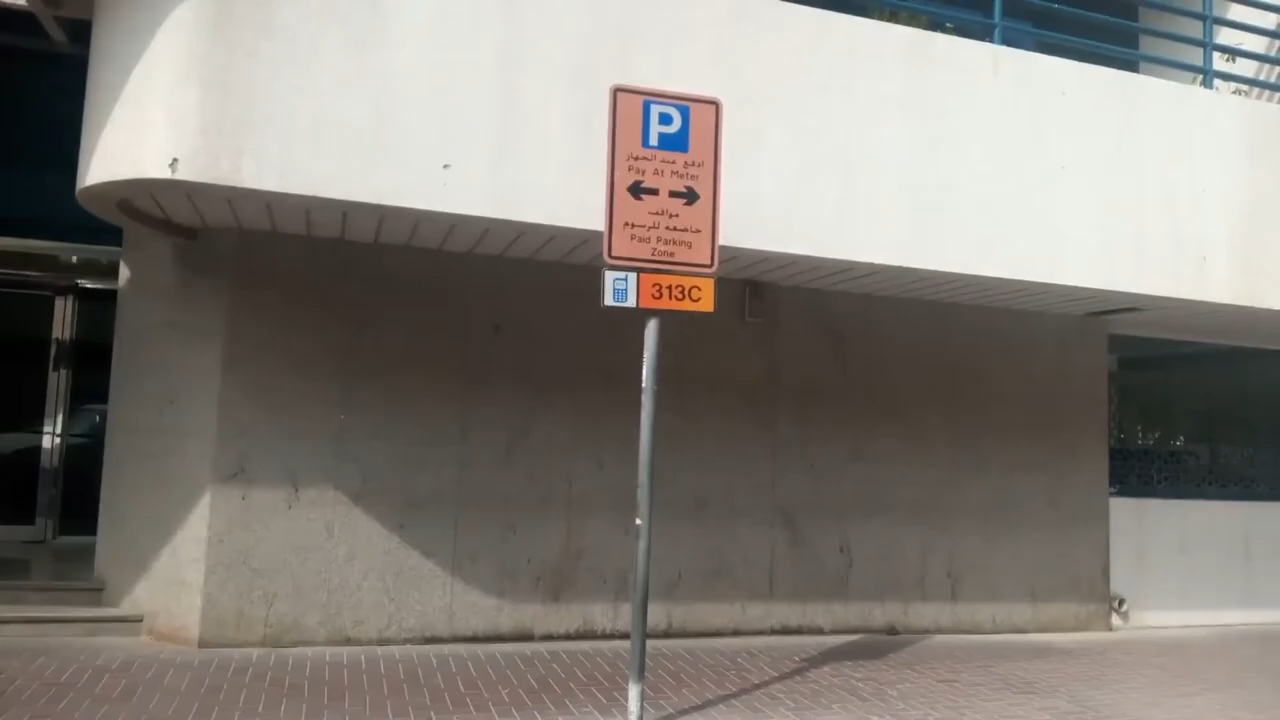 P
ادفع عند الجهاز
Pay At Meter
مواقف
خاضعة للرسوم
Paid Parking
Zone
313C